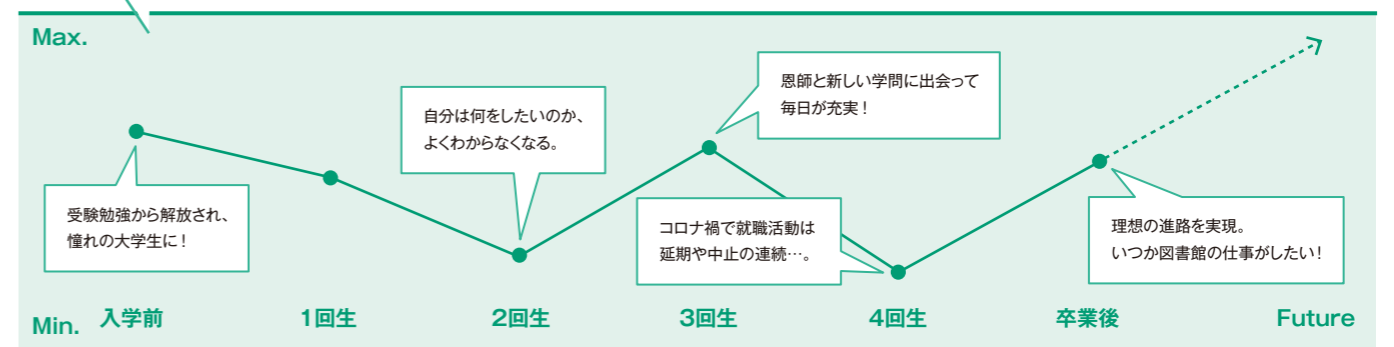 Max.
恩師と新しい学問に出会って
毎日が充実！
自分は何をしたいのか、
よくわからなくなる。
受験勉強から解放され、
憧れの大学生に！
コロナ禍で就職活動は
延期や中止の連続…。
理想の進路を実現。
いつか図書館の仕事がしたい！
Min.
入学前
1回生
2回生
3回生
4回生
卒業後
Future